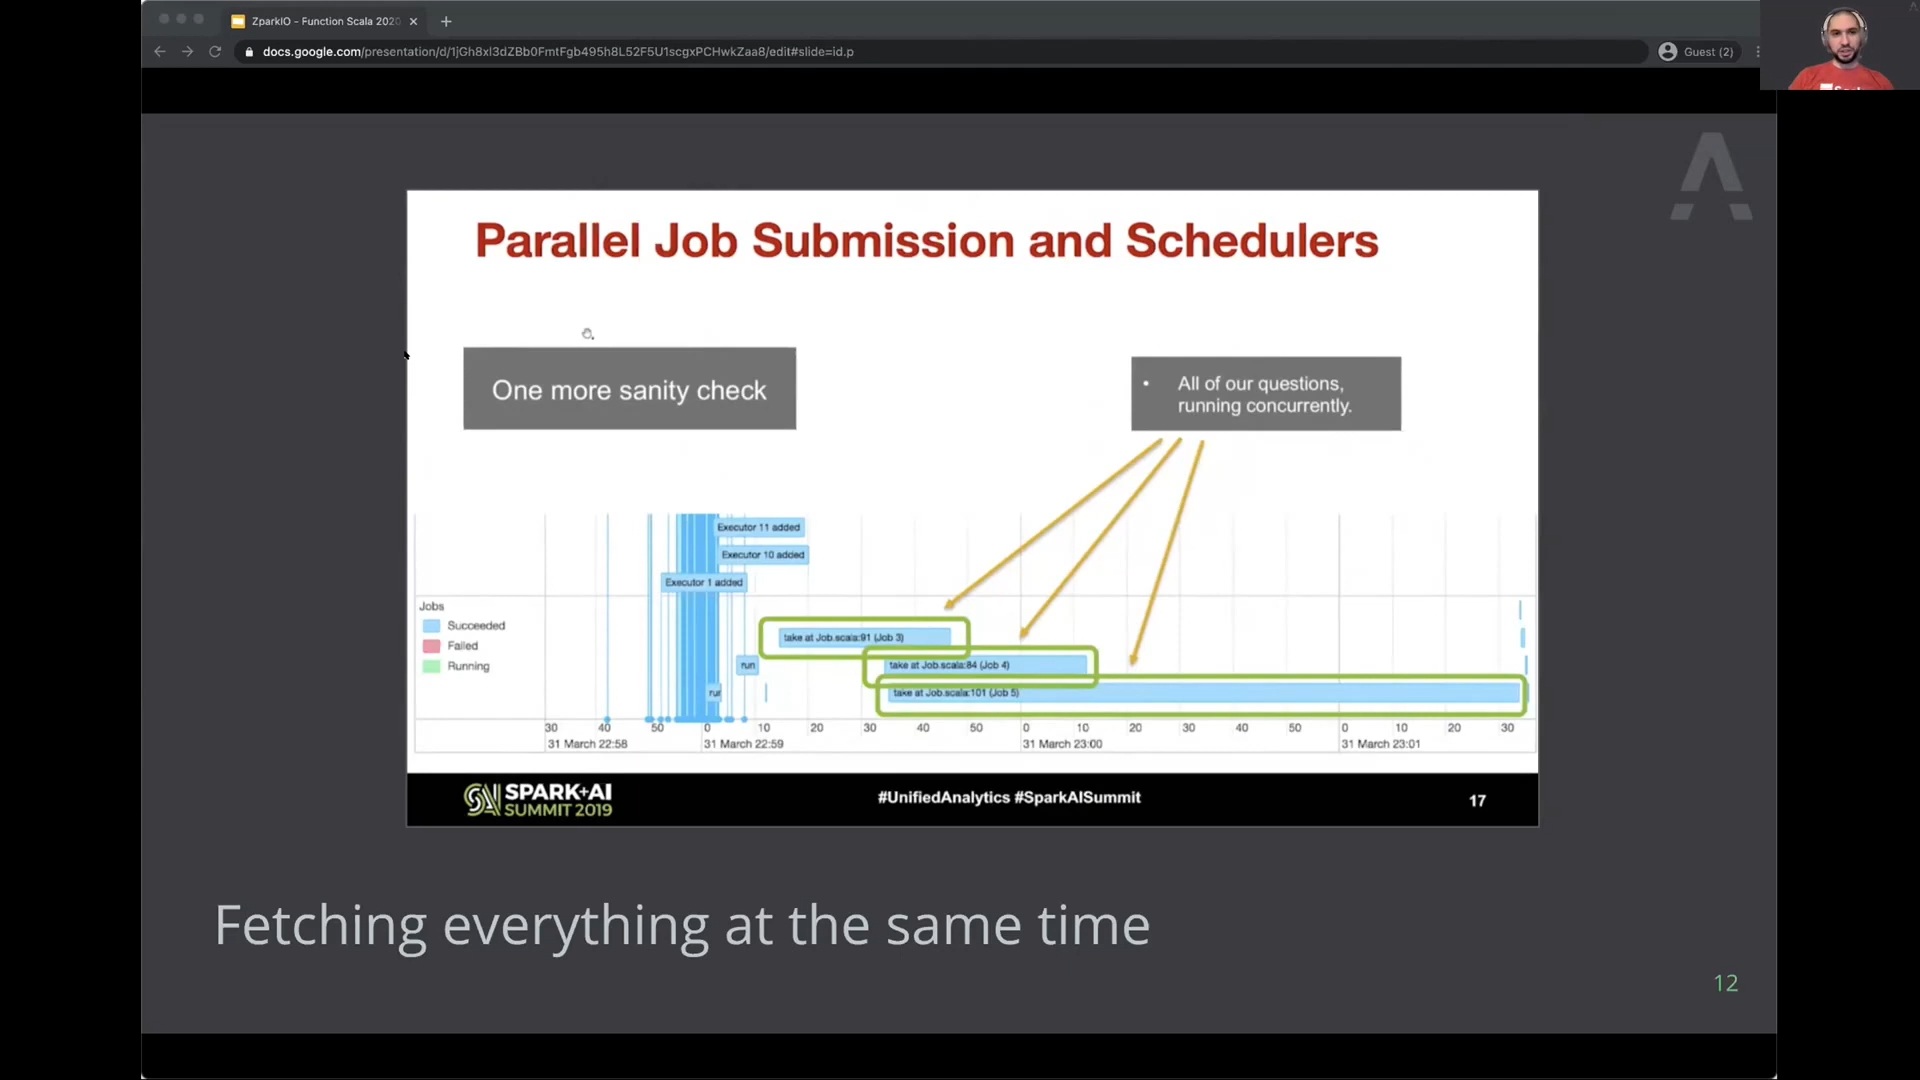 ZparkIO - Function Scala 2020
docs.google.com/presentation/d/1jGh8xI3dZBb0FmtFgb495h8L52F5U1scgxPCHwkZaa8/edit#slide=id.p
Guest (2)
Parallel Job Submission and Schedulers
One more sanity check
• All of our questions,
running concurrently.
Executor 11 added
Executor 10 added
Executor 1 added
Jobs
Succeeded
Failed
Running
take at Job.scala:91 (Job 3)
run
take at Job.scala:84 (Job 4)
run
take at Job.scala:101 (Job 5)
30 40 50 0 10 20 30 40 50 0 10 20 30 40 50 0 10 20 30
31 March 22:58 31 March 22:59 31 March 23:00 31 March 23:01
SPARK+AI
SUMMIT 2019
#UnifiedAnalytics #SparkAISummit
17
Fetching everything at the same time
12